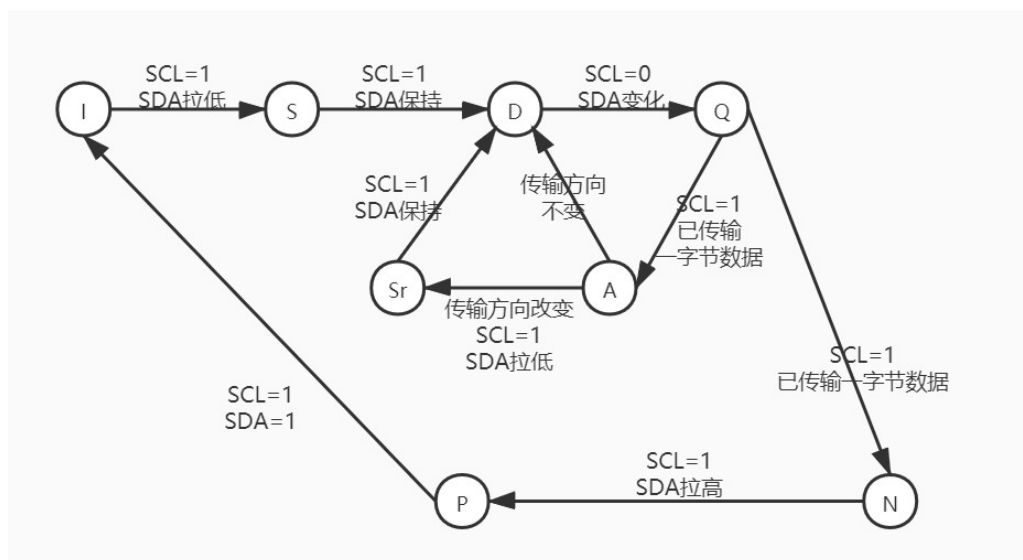 SCL=1
SDA拉低
SCL=1
SDA保持
SCL=0
SDA变化
I
S
D
Q
SCL=1
SDA保持
传输方向
不变
SCL=1
已传输
一字节数据
Sr
A
传输方向改变
SCL=1
SDA拉低
SCL=1
已传输一字节数据
SCL=1
SDA=1
SCL=1
SDA拉高
P
N